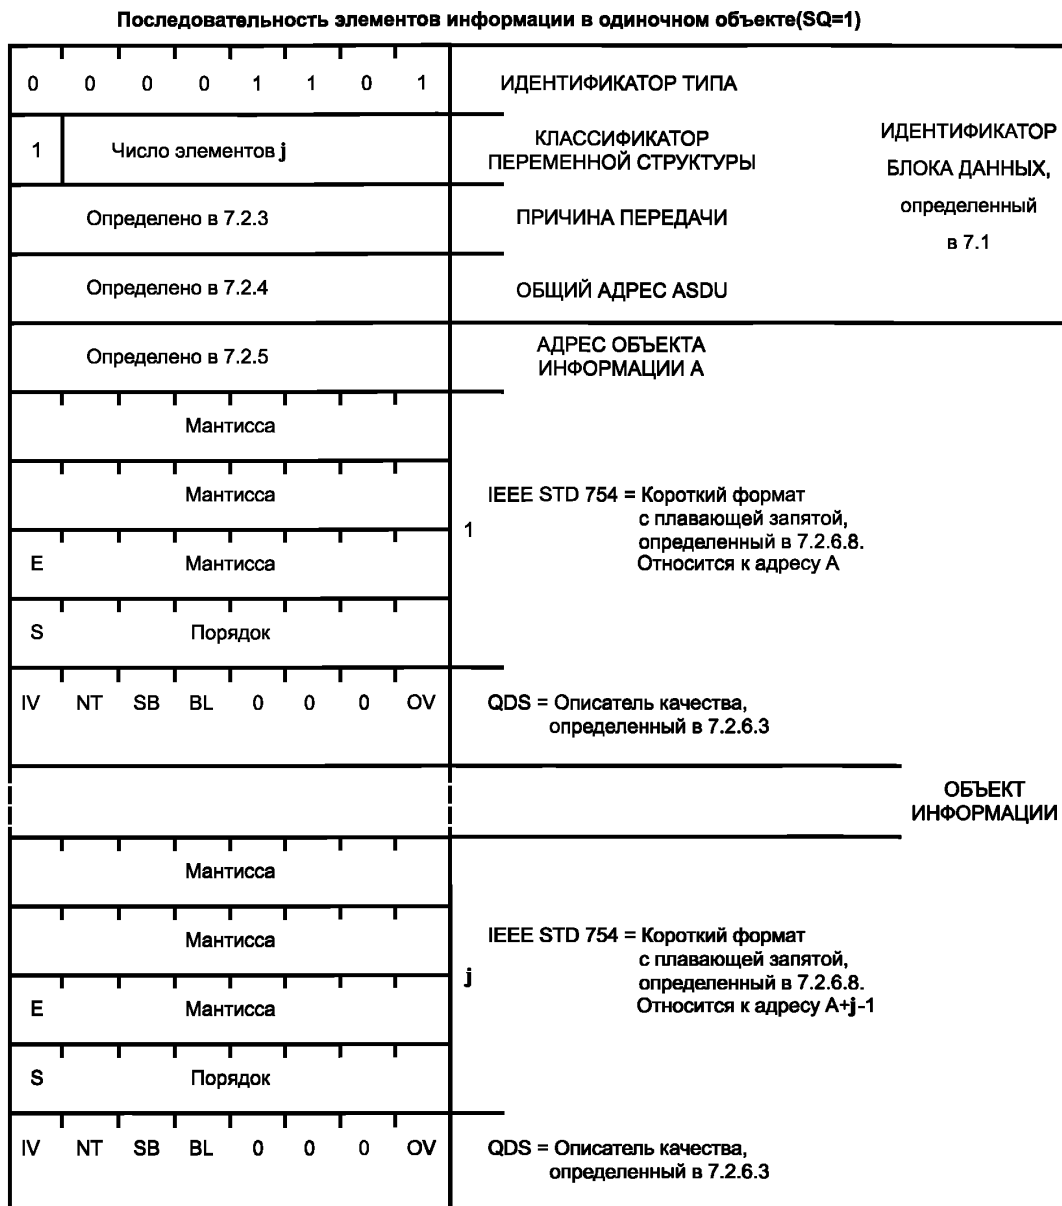 Последовательность элементов информации в одиночном объекте(SQ=1)
0 0 0 0 1 1 0 1
ИДЕНТИФИКАТОР ТИПА
1
Число элементов j
КЛАССИФИКАТОР
ПЕРЕМЕННОЙ СТРУКТУРЫ
ИДЕНТИФИКАТОР
БЛОКА ДАННЫХ,
определенный
в 7.1
Определено в 7.2.3
ПРИЧИНА ПЕРЕДАЧИ
Определено в 7.2.4
ОБЩИЙ АДРЕС ASDU
Определено в 7.2.5
АДРЕС ОБЪЕКТА
ИНФОРМАЦИИ А
Мантисса
Мантисса
E Мантисса
S Порядок
1
IEEE STD 754 = Короткий формат
с плавающей запятой,
определенный в 7.2.6.8.
Относится к адресу А
IV NT SB BL 0 0 0 OV
QDS = Описатель качества,
определенный в 7.2.6.3
ОБЪЕКТ
ИНФОРМАЦИИ
Мантисса
Мантисса
E Мантисса
S Порядок
j
IEEE STD 754 = Короткий формат
с плавающей запятой,
определенный в 7.2.6.8.
Относится к адресу А+j-1
IV NT SB BL 0 0 0 OV
QDS = Описатель качества,
определенный в 7.2.6.3